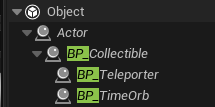 Object
Actor
BP_Collectible
BP_Teleporter
BP_TimeOrb